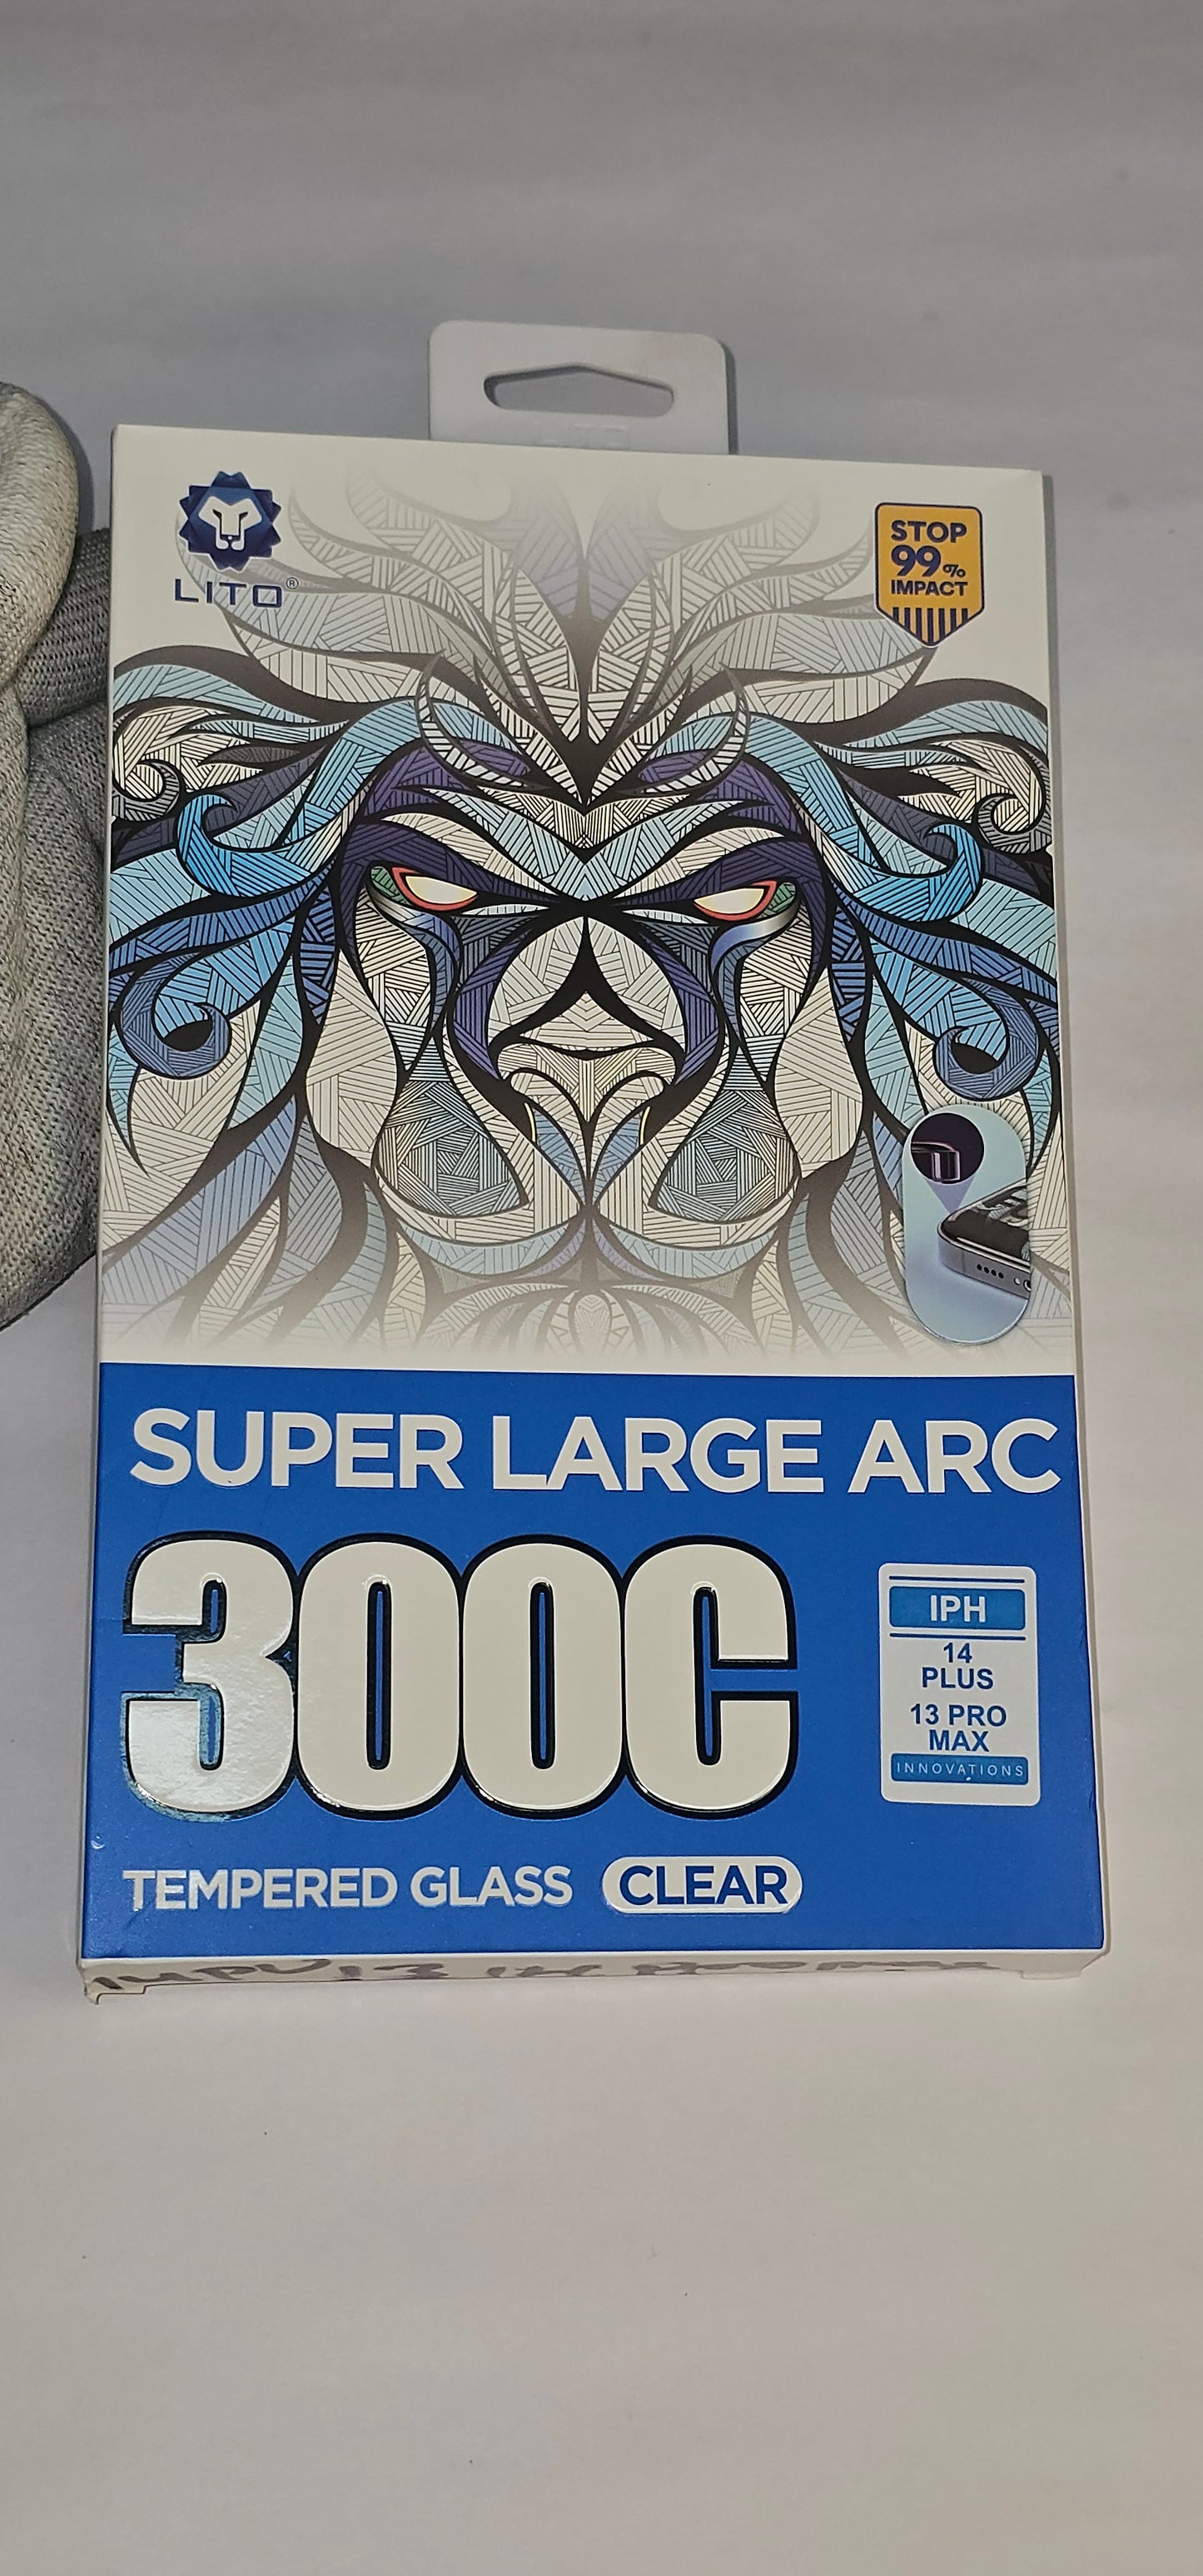 LITO®
STOP
99%
IMPACT
SUPER LARGE ARC
300C
IPH
14
PLUS
13 PRO
MAX
INNOVATIONS
TEMPERED GLASS CLEAR